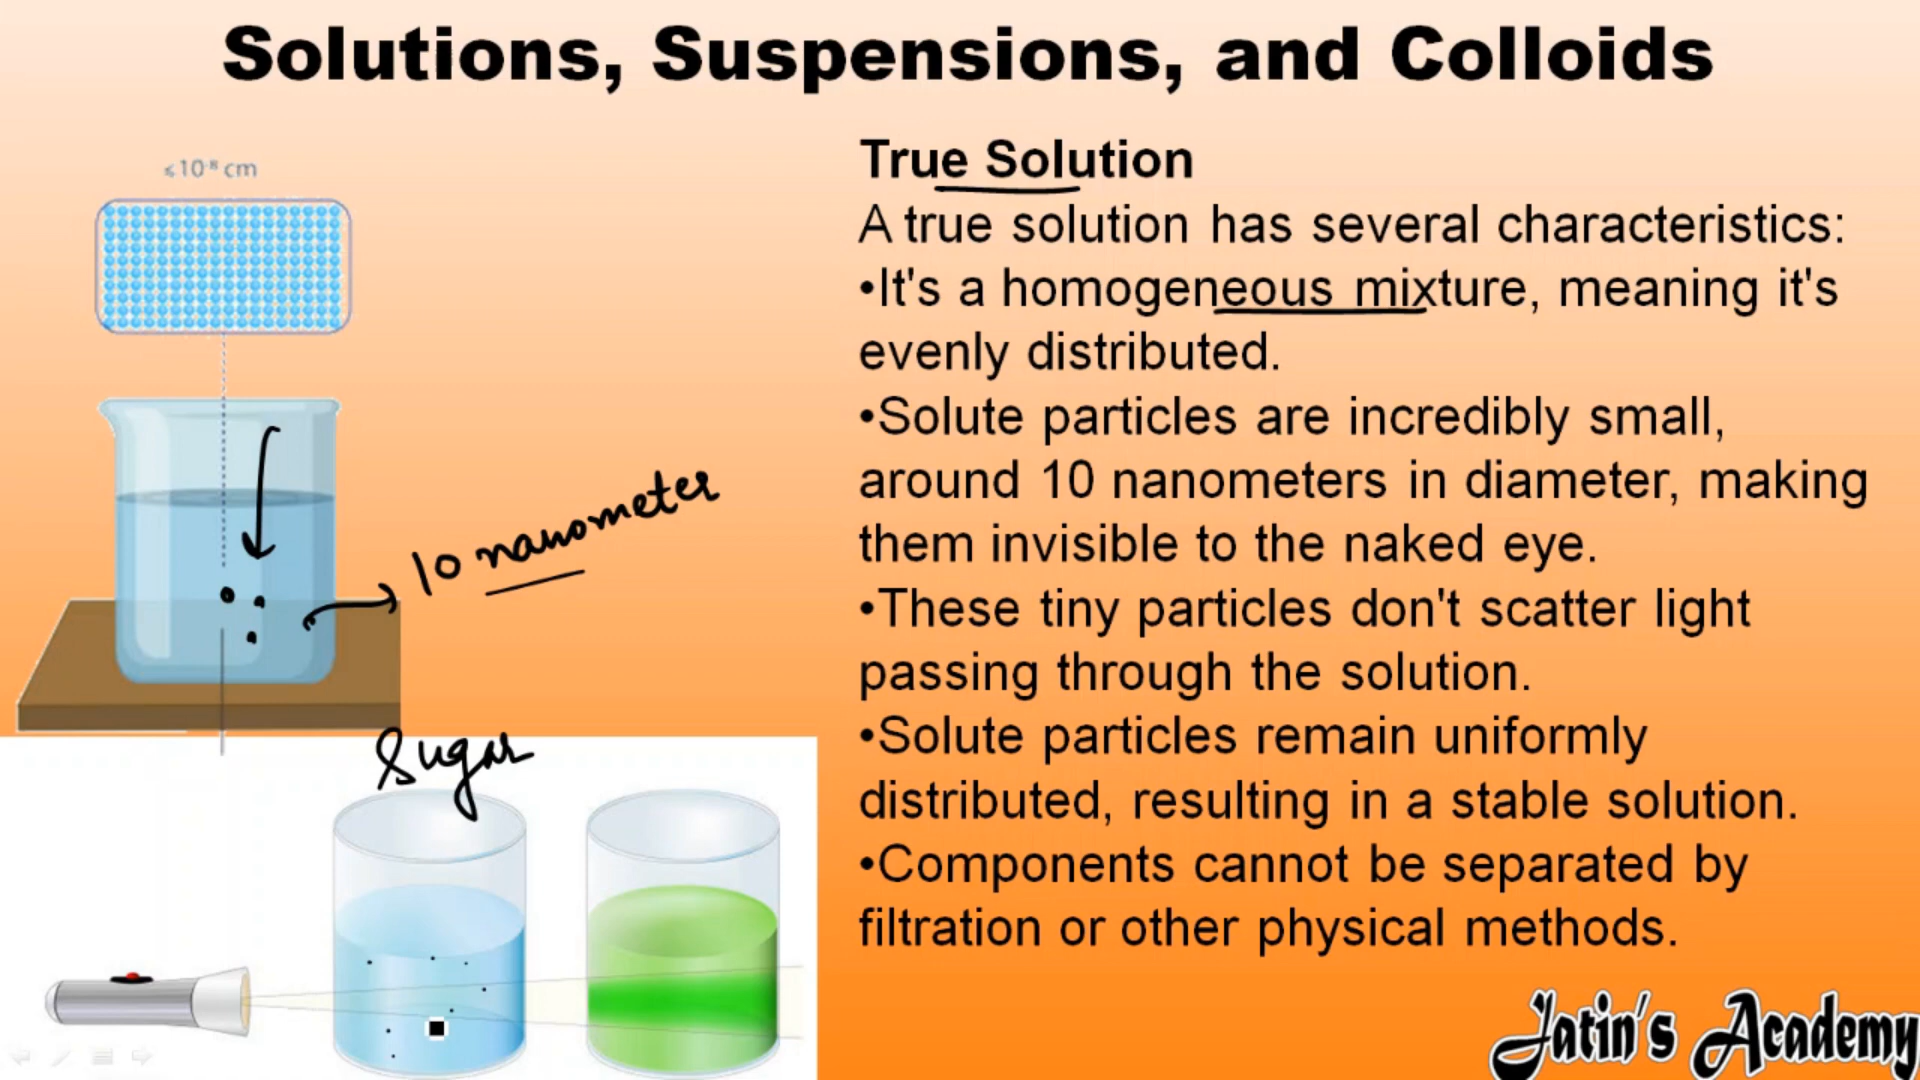 Solutions, Suspensions, and Colloids
≤10⁻⁸ cm
10 nanometer
Sugar
True Solution
A true solution has several characteristics:
•It's a homogeneous mixture, meaning it's
evenly distributed.
•Solute particles are incredibly small,
around 10 nanometers in diameter, making
them invisible to the naked eye.
•These tiny particles don't scatter light
passing through the solution.
•Solute particles remain uniformly
distributed, resulting in a stable solution.
•Components cannot be separated by
filtration or other physical methods.
Jatin's Academy